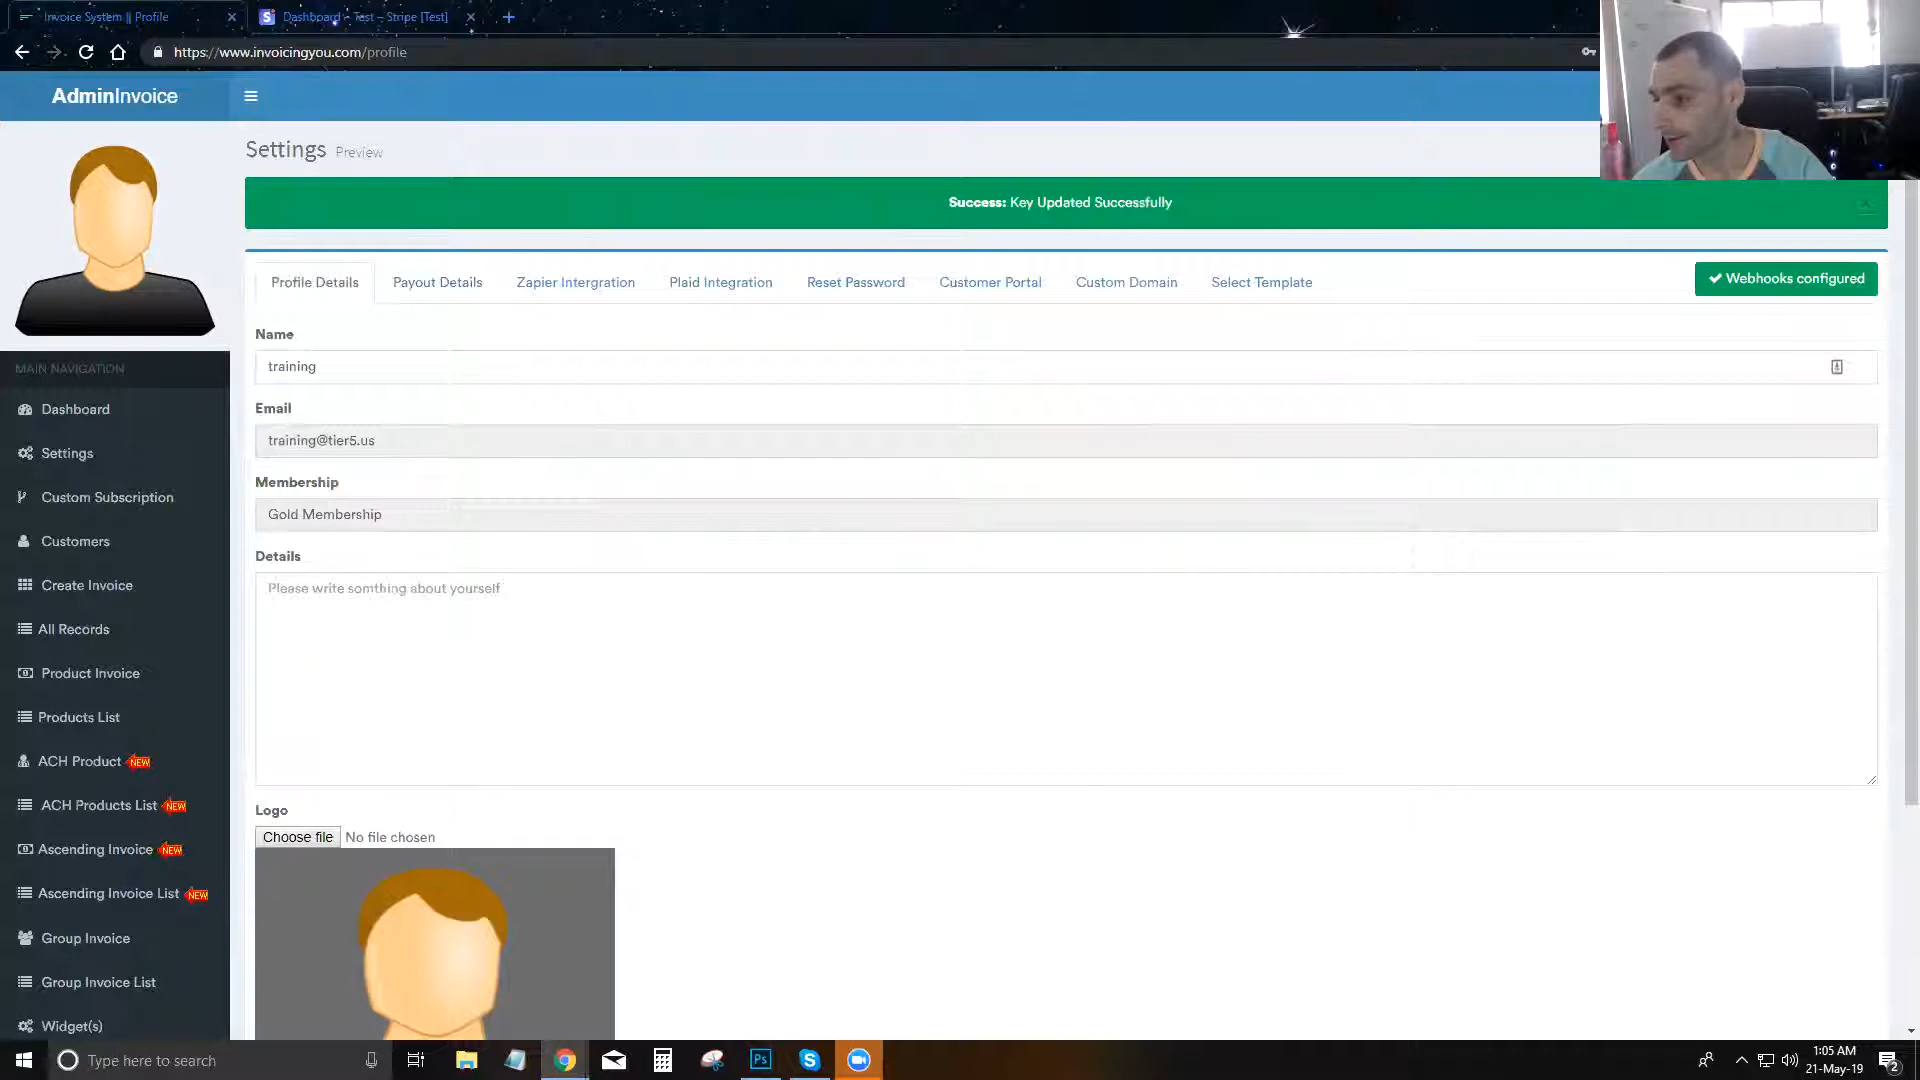 Invoice System || Profile
Dashboard – Test – Stripe [Test]
https://www.invoicingyou.com/profile
AdminInvoice
Settings Preview
Success: Key Updated Successfully
Profile Details
Payout Details
Zapier Intergration
Plaid Integration
Reset Password
Customer Portal
Custom Domain
Select Template
Webhooks configured
Name
training
Email
training@tier5.us
Membership
Gold Membership
Details
Please write somthing about yourself
Logo
Choose file No file chosen
MAIN NAVIGATION
Dashboard
Settings
Custom Subscription
Customers
Create Invoice
All Records
Product Invoice
Products List
ACH Product NEW
ACH Products List NEW
Ascending Invoice NEW
Ascending Invoice List NEW
Group Invoice
Group Invoice List
Widget(s)
Type here to search
Ps
1:05 AM
21-May-19
2